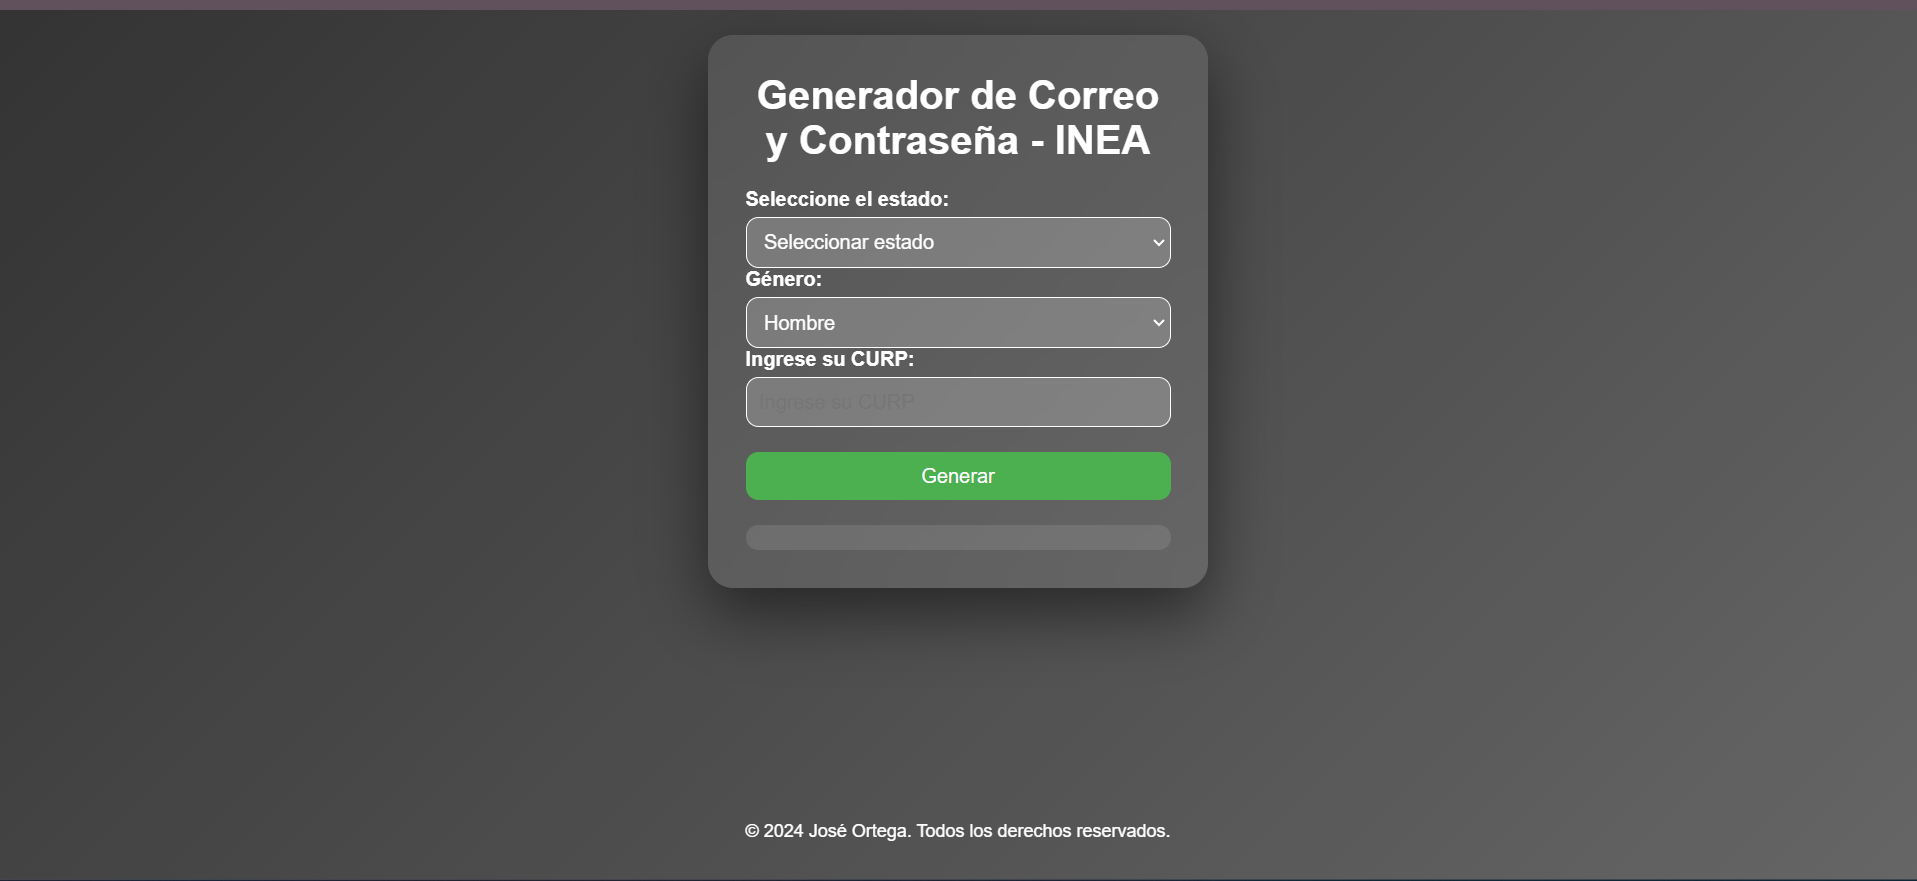 Generador de Correo
y Contraseña - INEA
Seleccione el estado:
Seleccionar estado
Género:
Hombre
Ingrese su CURP:
Ingrese su CURP
Generar
© 2024 José Ortega. Todos los derechos reservados.